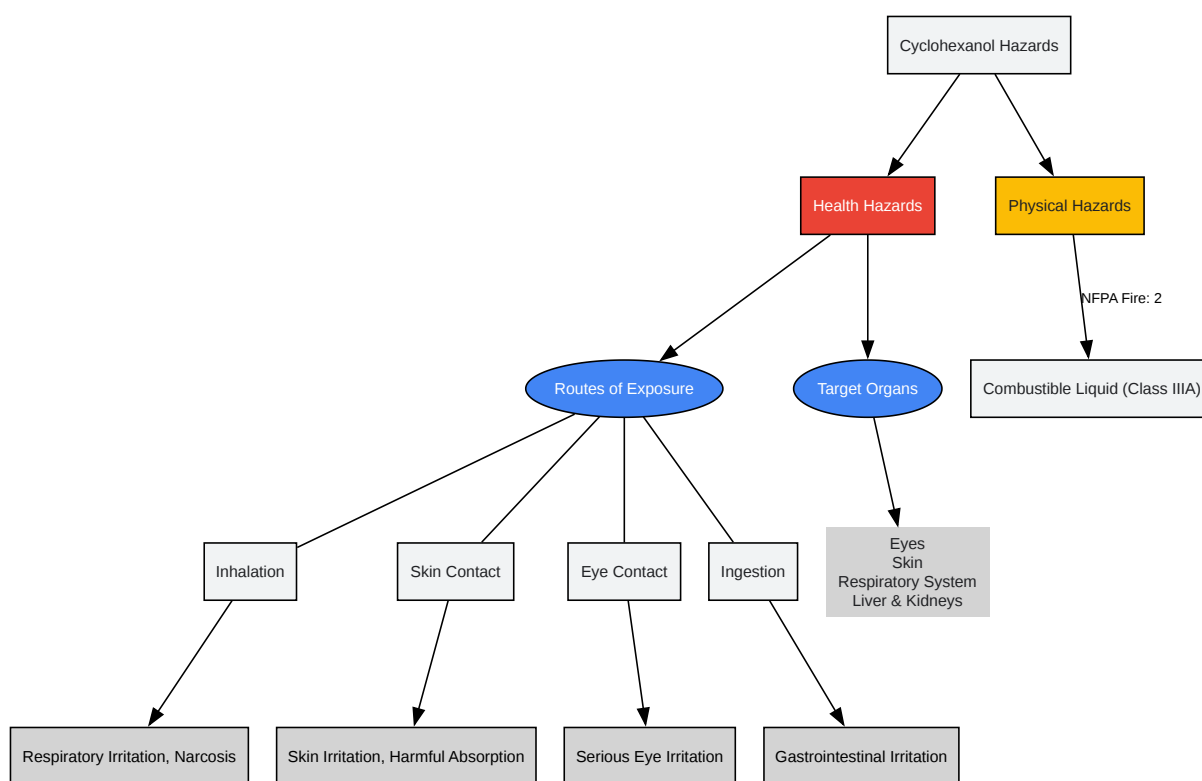 Cyclohexanol Hazards
Health Hazards
Physical Hazards
NFPA Fire: 2
Routes of Exposure
Target Organs
Combustible Liquid (Class IIIA)
Inhalation
Skin Contact
Eye Contact
Ingestion
Eyes
Skin
Respiratory System
Liver & Kidneys
Respiratory Irritation, Narcosis
Skin Irritation, Harmful Absorption
Serious Eye Irritation
Gastrointestinal Irritation